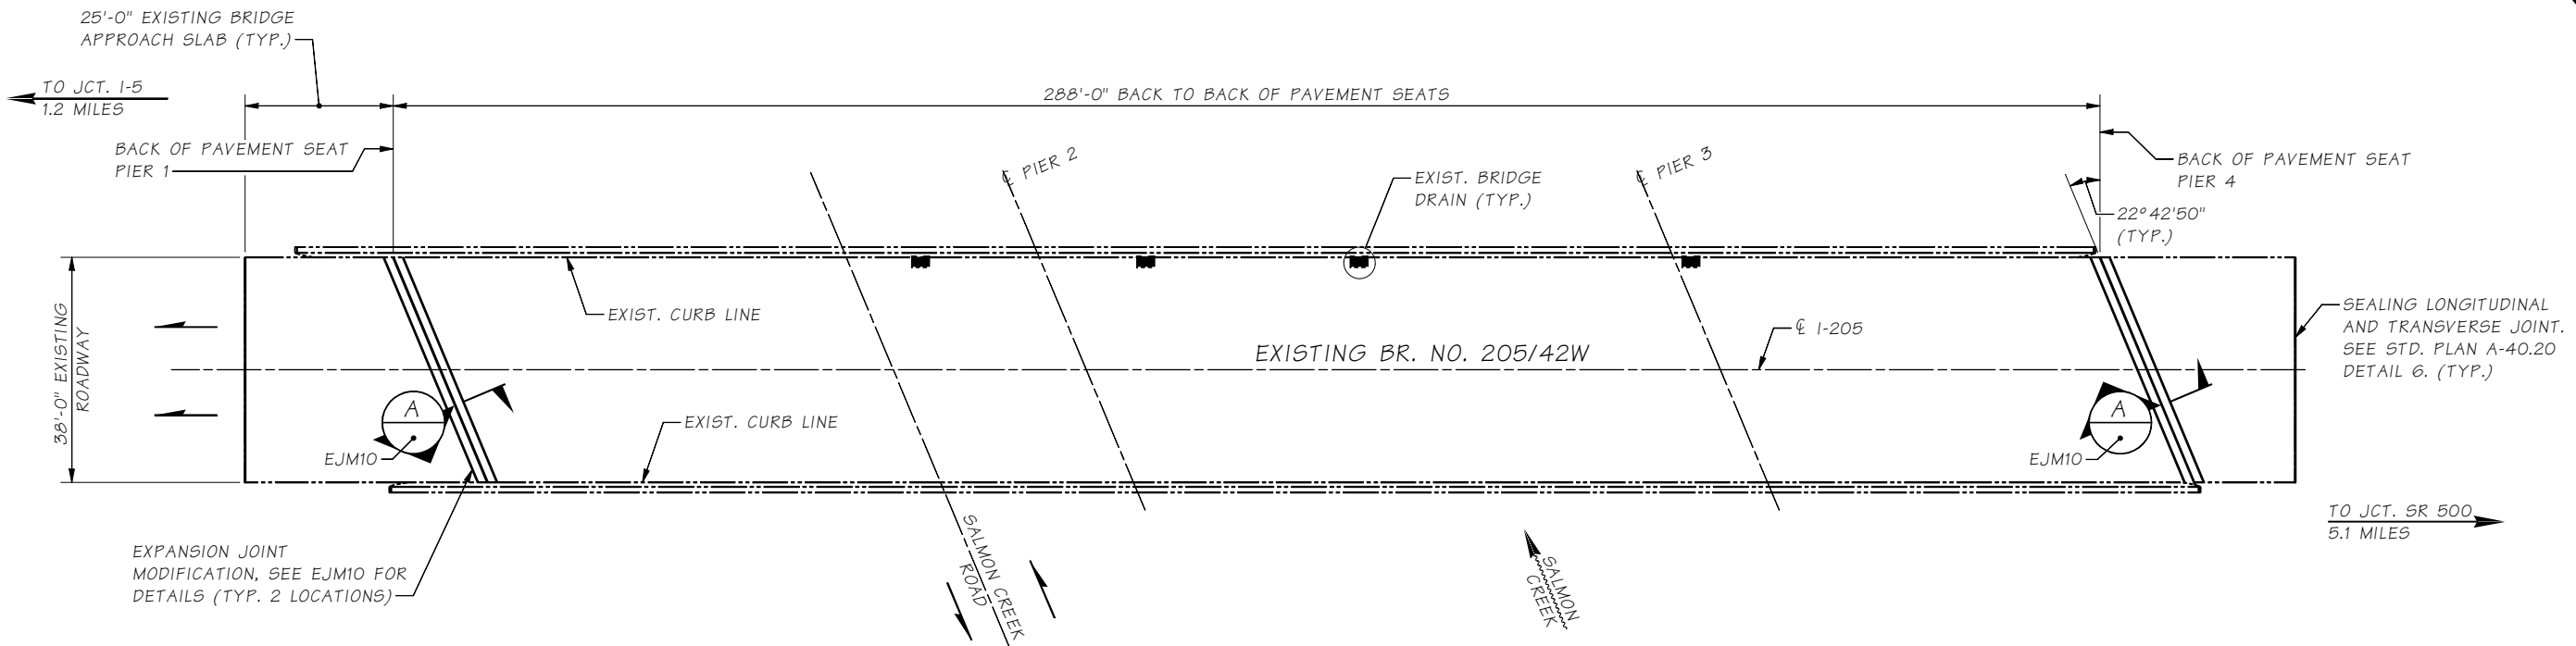 25'-0" EXISTING BRIDGE
APPROACH SLAB (TYP.)
TO JCT. I-5
1.2 MILES
288'-0" BACK TO BACK OF PAVEMENT SEATS
BACK OF PAVEMENT SEAT
PIER 1
℄ PIER 2
EXIST. BRIDGE
DRAIN (TYP.)
℄ PIER 3
BACK OF PAVEMENT SEAT
PIER 4
22°42'50"
(TYP.)
38'-0" EXISTING
ROADWAY
EXIST. CURB LINE
℄ I-205
EXISTING BR. NO. 205/42W
SEALING LONGITUDINAL
AND TRANSVERSE JOINT.
SEE STD. PLAN A-40.20
DETAIL 6. (TYP.)
A
EJM10
EXIST. CURB LINE
A
EJM10
TO JCT. SR 500
5.1 MILES
EXPANSION JOINT
MODIFICATION, SEE EJM10 FOR
DETAILS (TYP. 2 LOCATIONS)
SALMON CREEK
ROAD
SALMON
CREEK